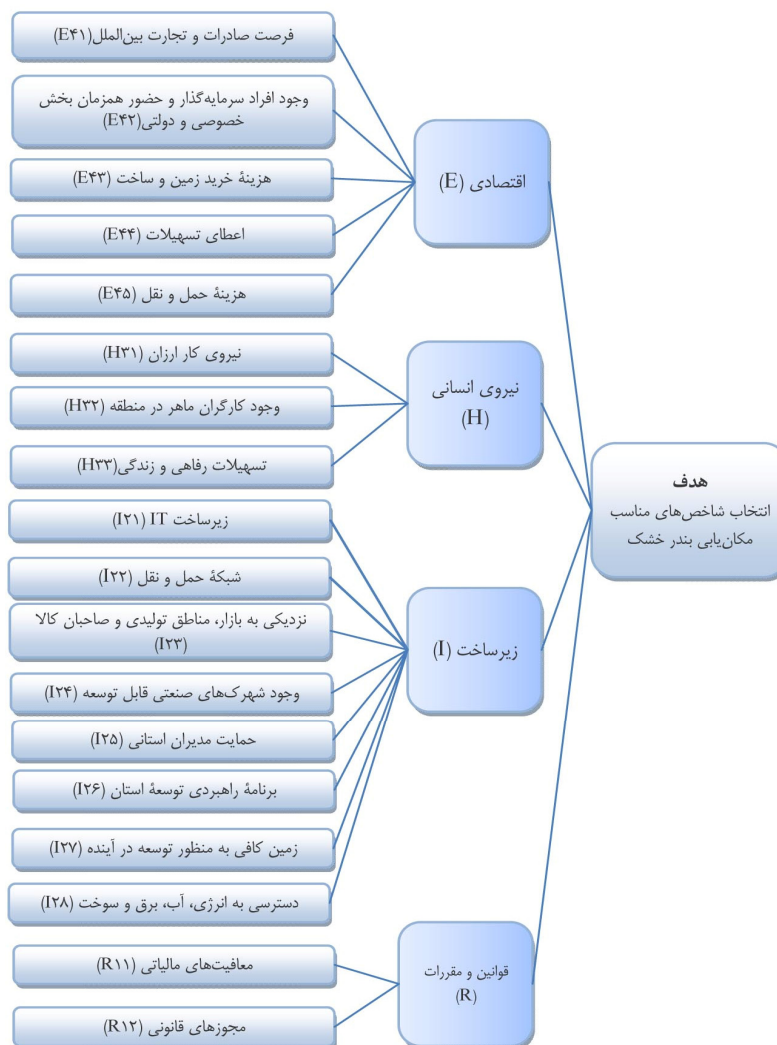 هدف
انتخاب شاخص‌های مناسب
مکان‌یابی بندر خشک
اقتصادی (E)
فرصت صادرات و تجارت بین‌الملل(E۴۱)
وجود افراد سرمایه‌گذار و حضور همزمان بخش
خصوصی و دولتی(E۴۲)
هزینهٔ خرید زمین و ساخت (E۴۳)
اعطای تسهیلات (E۴۴)
هزینهٔ حمل و نقل (E۴۵)
نیروی انسانی
(H)
نیروی کار ارزان (H۳۱)
وجود کارگران ماهر در منطقه (H۳۲)
تسهیلات رفاهی و زندگی(H۳۳)
زیرساخت (I)
زیرساخت IT (I۲۱)
شبکهٔ حمل و نقل (I۲۲)
نزدیکی به بازار، مناطق تولیدی و صاحبان کالا
(I۲۳)
وجود شهرک‌های صنعتی قابل توسعه (I۲۴)
حمایت مدیران استانی (I۲۵)
برنامهٔ راهبردی توسعهٔ استان (I۲۶)
زمین کافی به منظور توسعه در آینده (I۲۷)
دسترسی به انرژی، آب، برق و سوخت (I۲۸)
قوانین و مقررات
(R)
معافیت‌های مالیاتی (R۱۱)
مجوزهای قانونی (R۱۲)